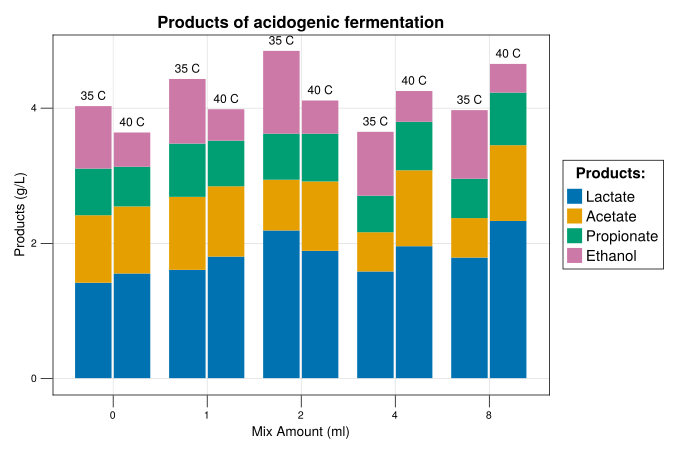 Products of acidogenic fermentation
35 C
40 C
35 C
40 C
35 C
40 C
35 C
40 C
35 C
40 C
Products (g/L)
4
2
0
0
1
2
4
8
Mix Amount (ml)
Products:
Lactate
Acetate
Propionate
Ethanol